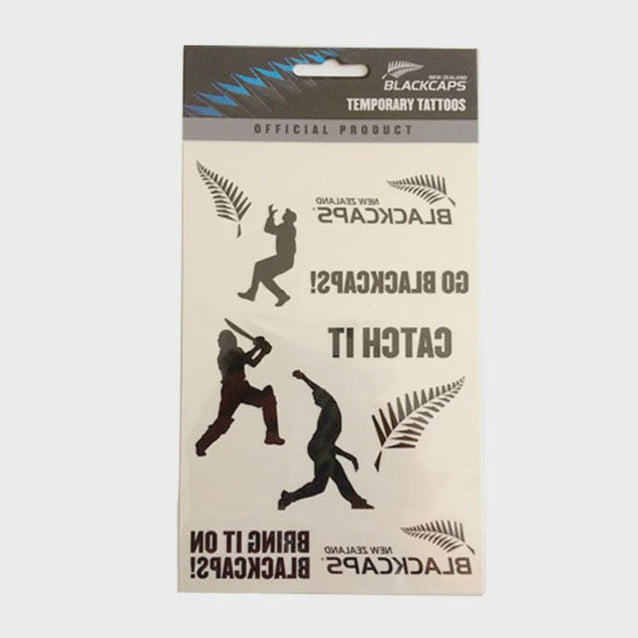 NEW ZEALAND
BLACKCAPS
TEMPORARY TATTOOS
OFFICIAL PRODUCT
NEW ZEALAND
BLACKCAPS
GO BLACKCAPS!
CATCH IT
BRING IT ON
BLACKCAPS!
NEW ZEALAND
BLACKCAPS